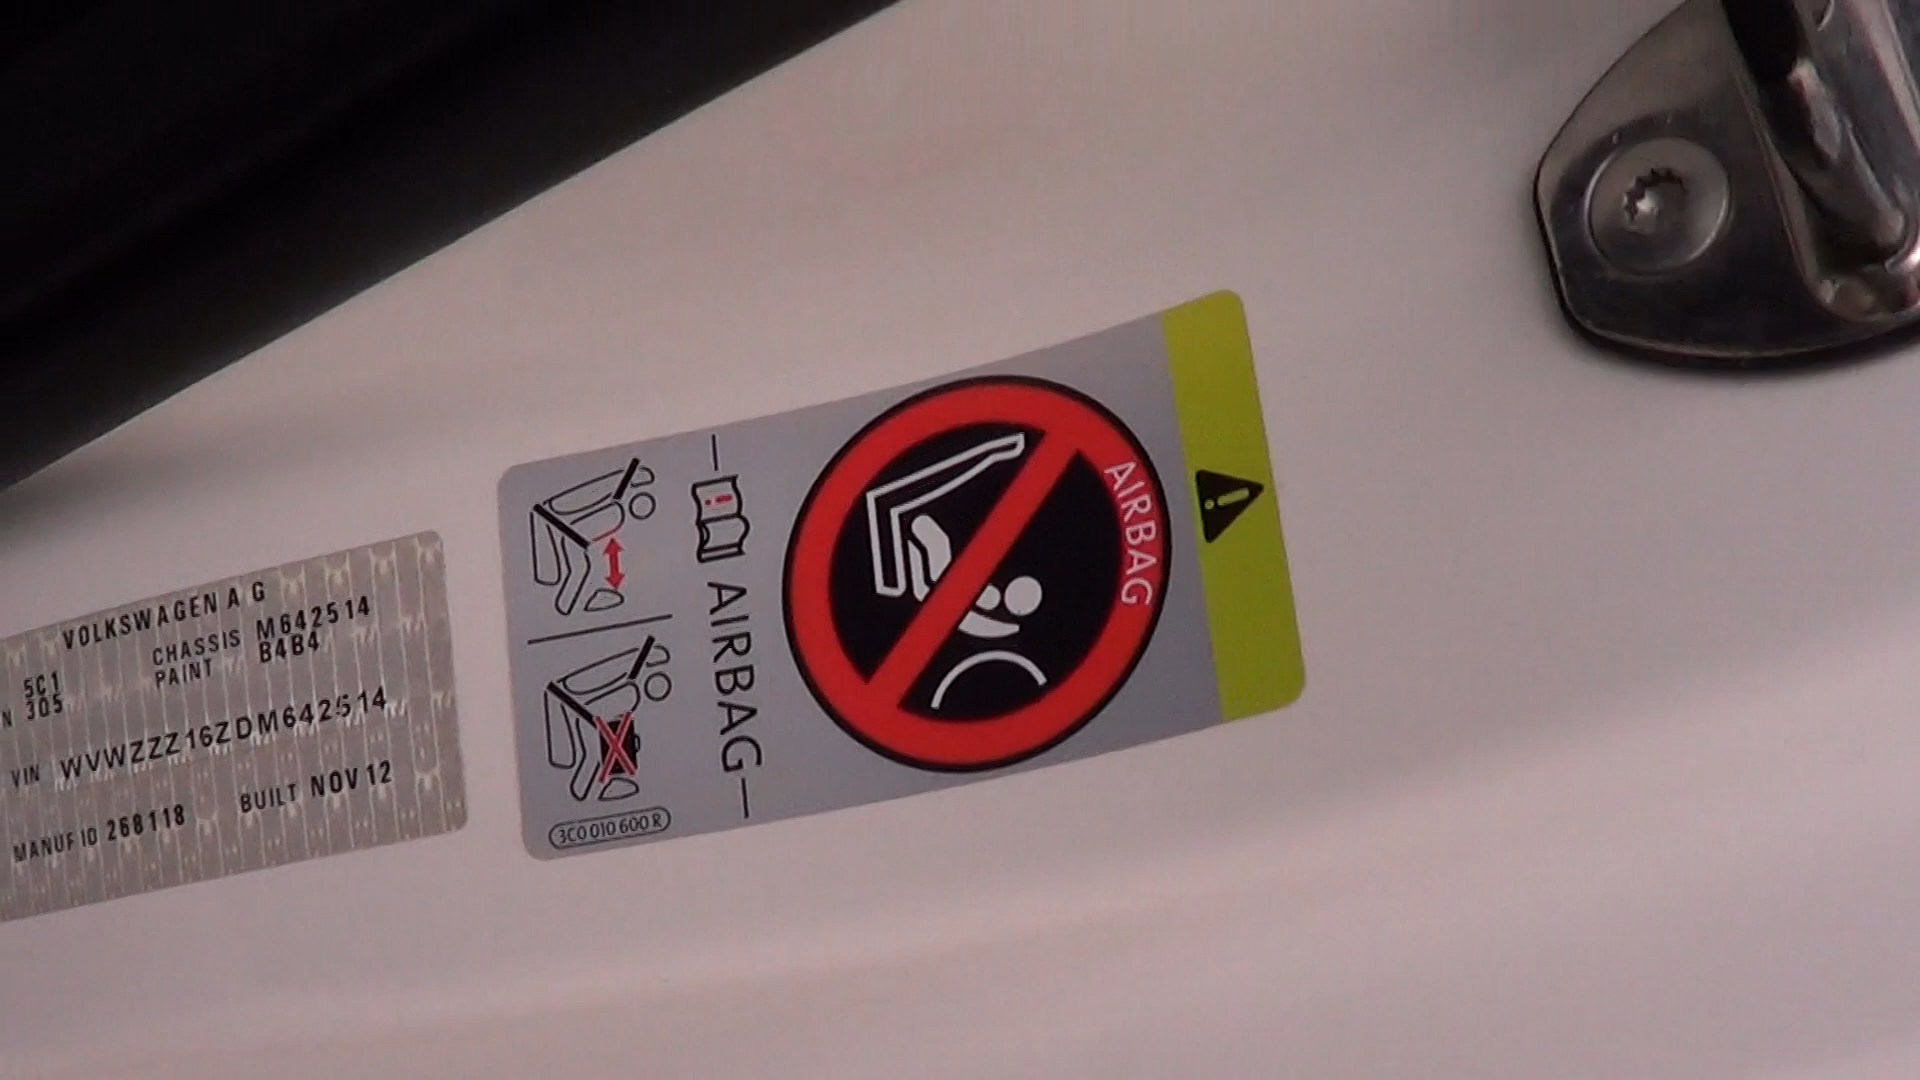 VOLKSWAGEN AG
5C1 CHASSIS M642514
N 305 PAINT B4B4
VIN WVWZZZ16ZDM642514
MANUF ID 268118 BUILT NOV 12
AIRBAG
AIRBAG
3C0 010 600 R